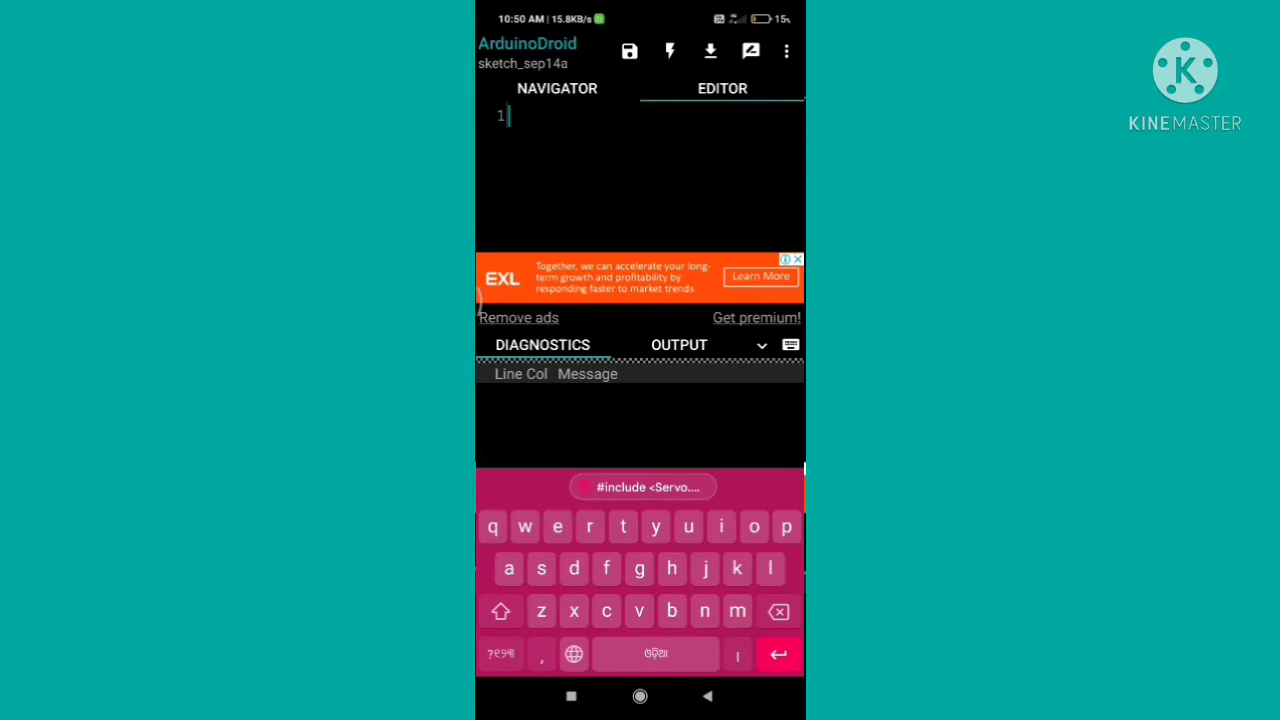 10:50 AM | 15.8KB/s
15%
ArduinoDroid
sketch_sep14a
NAVIGATOR
EDITOR
1
EXL
Together, we can accelerate your long-
term growth and profitability by
responding faster to market trends
Learn More
Remove ads
Get premium!
DIAGNOSTICS
OUTPUT
Line Col Message
#include <Servo....
q w e r t y u i o p
a s d f g h j k l
z x c v b n m
?୧୨୩ , ଓଡ଼ିଆ ।
K
KINEMASTER